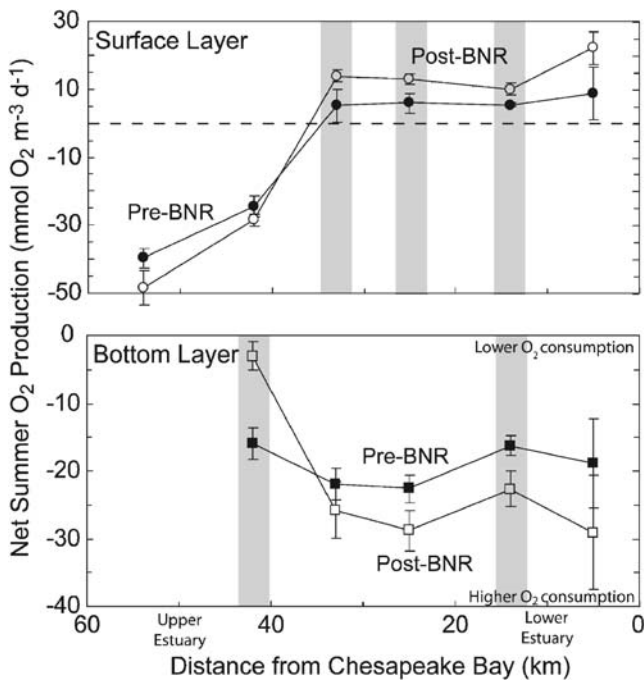 Net Summer O₂ Production (mmol O₂ m⁻³ d⁻¹)
30
10
-10
-30
-50
Surface Layer
Post-BNR
Pre-BNR
0
-10
-20
-30
-40
Bottom Layer
Lower O₂ consumption
Pre-BNR
Post-BNR
Higher O₂ consumption
60
40
20
0
Upper
Estuary
Lower
Estuary
Distance from Chesapeake Bay (km)